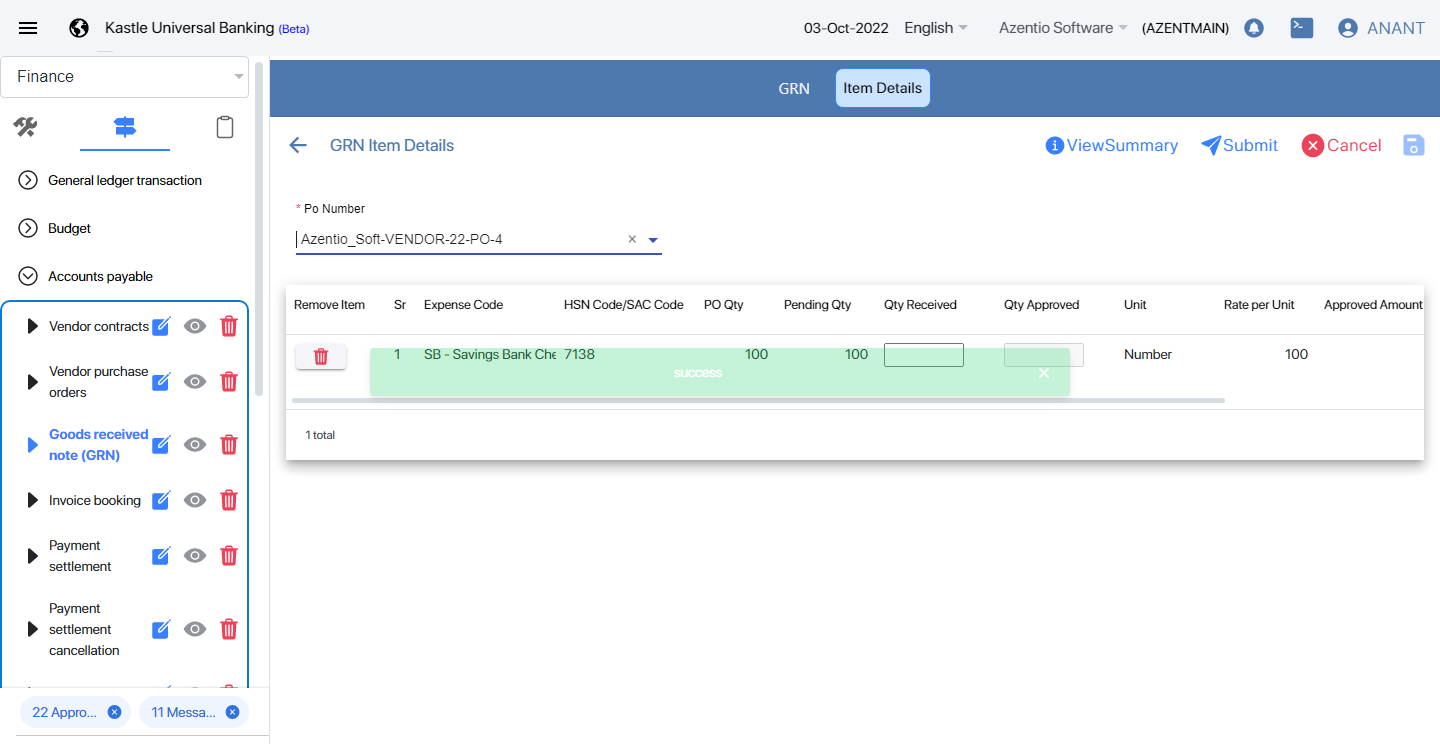 Kastle Universal Banking (Beta)
03-Oct-2022 English Azentio Software (AZENTMAIN) ANANT
Finance
GRN Item Details
GRN Item Details ViewSummary Submit Cancel
General ledger transaction
Budget
Accounts payable
Vendor contracts
Vendor purchase
orders
Goods received
note (GRN)
Invoice booking
Payment
settlement
Payment
settlement
cancellation
22 Appro... 11 Messa...
* Po Number
Azentio_Soft-VENDOR-22-PO-4
Remove Item Sr Expense Code HSN Code/SAC Code PO Qty Pending Qty Qty Received Qty Approved Unit Rate per Unit Approved Amount
1 SB - Savings Bank Che 7138 100 100 Number 100
success
1 total